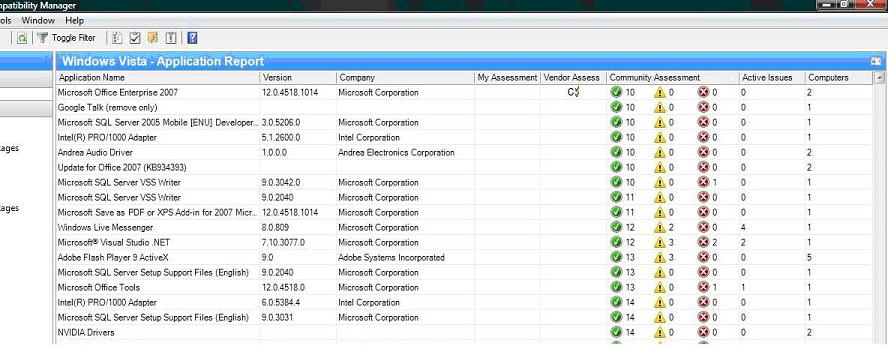 mpatibility Manager
ols Window Help
Toggle Filter
Windows Vista - Application Report
Application Name Version Company My Assessment Vendor Assess Community Assessment Active Issues Computers
Microsoft Office Enterprise 2007 12.0.4518.1014 Microsoft Corporation 10 0 0 0 2
Google Talk (remove only) 10 0 0 0 1
Microsoft SQL Server 2005 Mobile [ENU] Developer... 3.0.5206.0 Microsoft Corporation 10 0 0 0 1
Intel(R) PRO/1000 Adapter 5.1.2600.0 Intel Corporation 10 0 0 0 1
Andrea Audio Driver 1.0.0.0 Andrea Electronics Corporation 10 0 0 0 2
Update for Office 2007 (KB934393) 10 0 0 0 2
ages
Microsoft SQL Server VSS Writer 9.0.3042.0 Microsoft Corporation 10 0 1 0 1
Microsoft SQL Server VSS Writer 9.0.2040 Microsoft Corporation 11 0 0 0 1
Microsoft Save as PDF or XPS Add-in for 2007 Micr... 12.0.4518.1014 Microsoft Corporation 11 0 0 0 1
ages
Windows Live Messenger 8.0.809 Microsoft Corporation 12 2 0 4 1
Microsoft® Visual Studio .NET 7.10.3077.0 Microsoft Corporation 12 3 2 2 1
Adobe Flash Player 9 ActiveX 9.0 Adobe Systems Incorporated 13 3 0 0 5
Microsoft SQL Server Setup Support Files (English) 9.0.2040 Microsoft Corporation 13 0 0 0 1
Microsoft Office Tools 12.0.4518.0 Microsoft Corporation 13 0 1 1 1
Intel(R) PRO/1000 Adapter 6.0.5384.4 Intel Corporation 14 0 0 0 1
Microsoft SQL Server Setup Support Files (English) 9.0.3031 Microsoft Corporation 14 0 0 0 1
NVIDIA Drivers 14 0 0 0 2